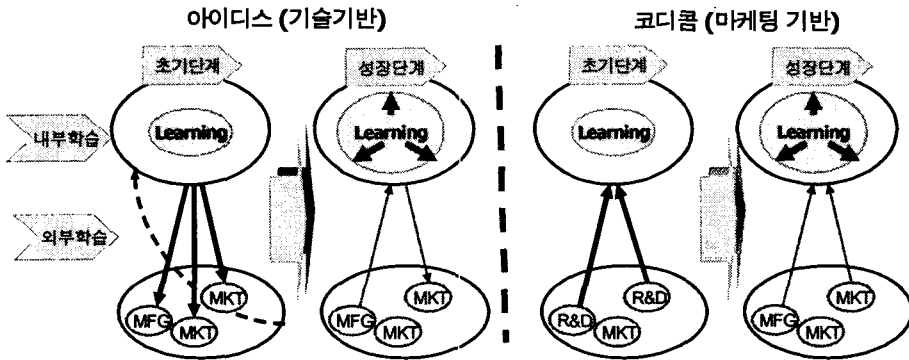 아이디스 (기술기반)
코디콤 (마케팅 기반)
초기단계
성장단계
초기단계
성장단계
내부학습
Learning
Learning
Learning
Learning
외부학습
MKT
MFG
MKT
MKT
MFG
MKT
R&D
R&D
MKT
MKT
MFG
MKT